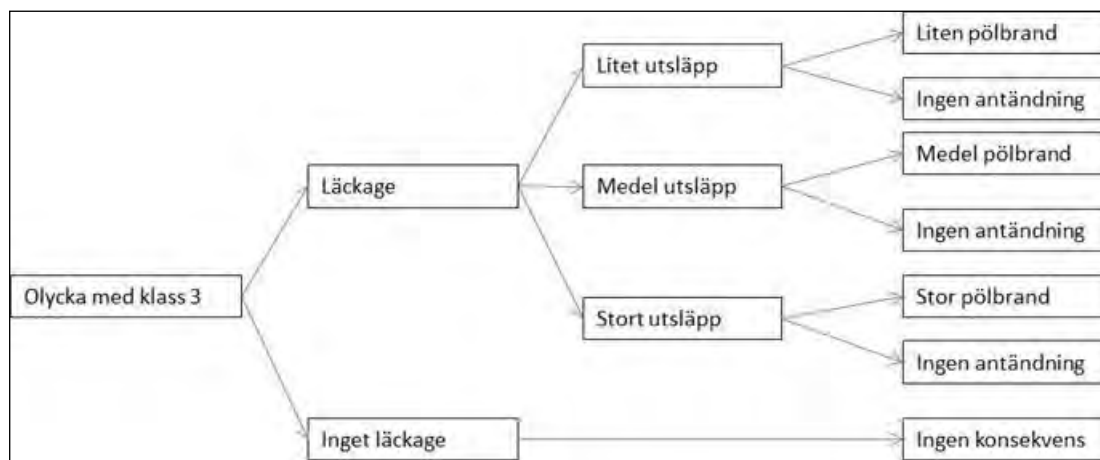 Liten pölbrand
Litet utsläpp
Ingen antändning
Medel pölbrand
Läckage
Medel utsläpp
Ingen antändning
Olycka med klass 3
Stor pölbrand
Stort utsläpp
Ingen antändning
Inget läckage
Ingen konsekvens